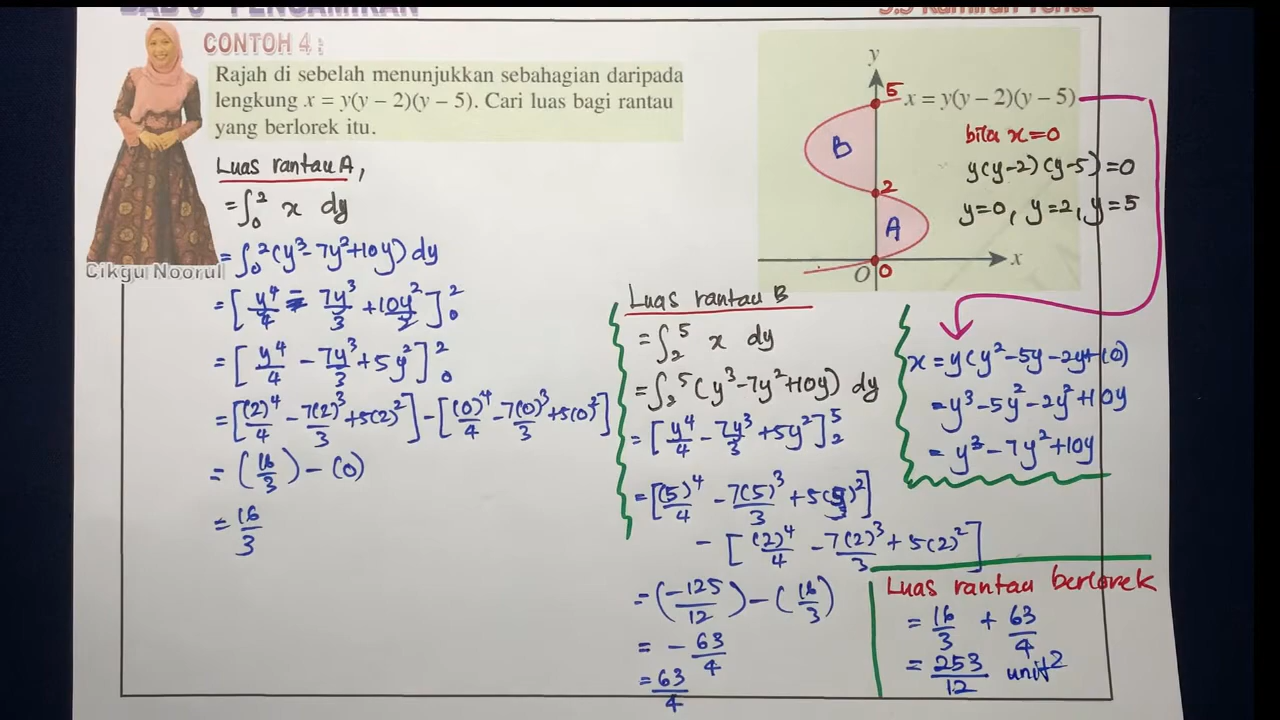 CONTOH 4:
Rajah di sebelah menunjukkan sebahagian daripada
lengkung x = y(y − 2)(y − 5). Cari luas bagi rantau
yang berlorek itu.
Cikgu Noorul
Luas rantau A,
= ∫₀² x dy
= ∫₀² (y³ − 7y² + 10y) dy
= [y⁴/4 − 7y³/3 + 10y²/2]₀²
= [y⁴/4 − 7y³/3 + 5y²]₀²
= [(2)⁴/4 − 7(2)³/3 + 5(2)²] − [(0)⁴/4 − 7(0)³/3 + 5(0)²]
= (16/3) − (0)
= 16/3
y
5
x = y(y − 2)(y − 5)
B
2
A
O
0
x
bila x=0
y(y−2)(y−5)=0
y=0, y=2, y=5
Luas rantau B
= ∫₂⁵ x dy
= ∫₂⁵ (y³ − 7y² + 10y) dy
= [y⁴/4 − 7y³/3 + 5y²]₂⁵
= [(5)⁴/4 − 7(5)³/3 + 5(5)²]
− [(2)⁴/4 − 7(2)³/3 + 5(2)²]
= (−125/12) − (16/3)
= − 63/4
= 63/4
x = y(y² − 5y − 2y + 10)
= y³ − 5y² − 2y² + 10y
= y³ − 7y² + 10y
Luas rantau berlorek
= 16/3 + 63/4
= 253/12 unit²